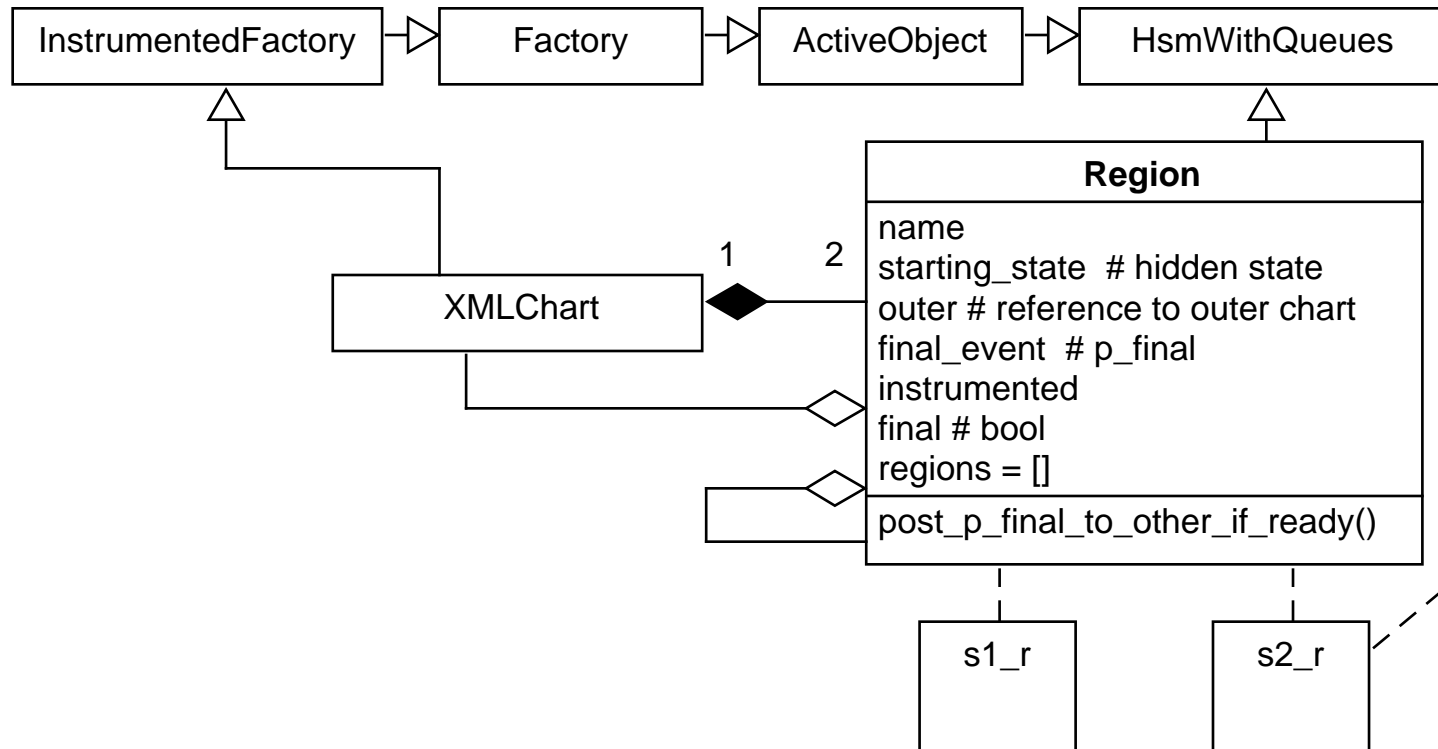 InstrumentedFactory
Factory
ActiveObject
HsmWithQueues
Region
name
starting_state  # hidden state
outer # reference to outer chart
final_event  # p_final
instrumented
final # bool
regions = []
post_p_final_to_other_if_ready()
1
2
XMLChart
s1_r
s2_r